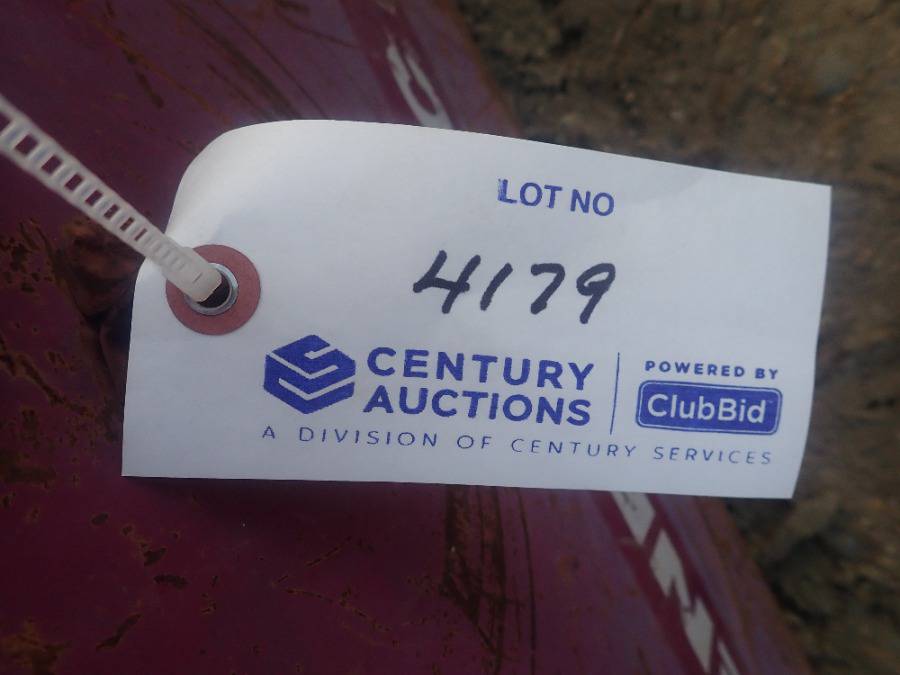 LOT NO
4179
CENTURY
AUCTIONS
POWERED BY
ClubBid
A DIVISION OF CENTURY SERVICES